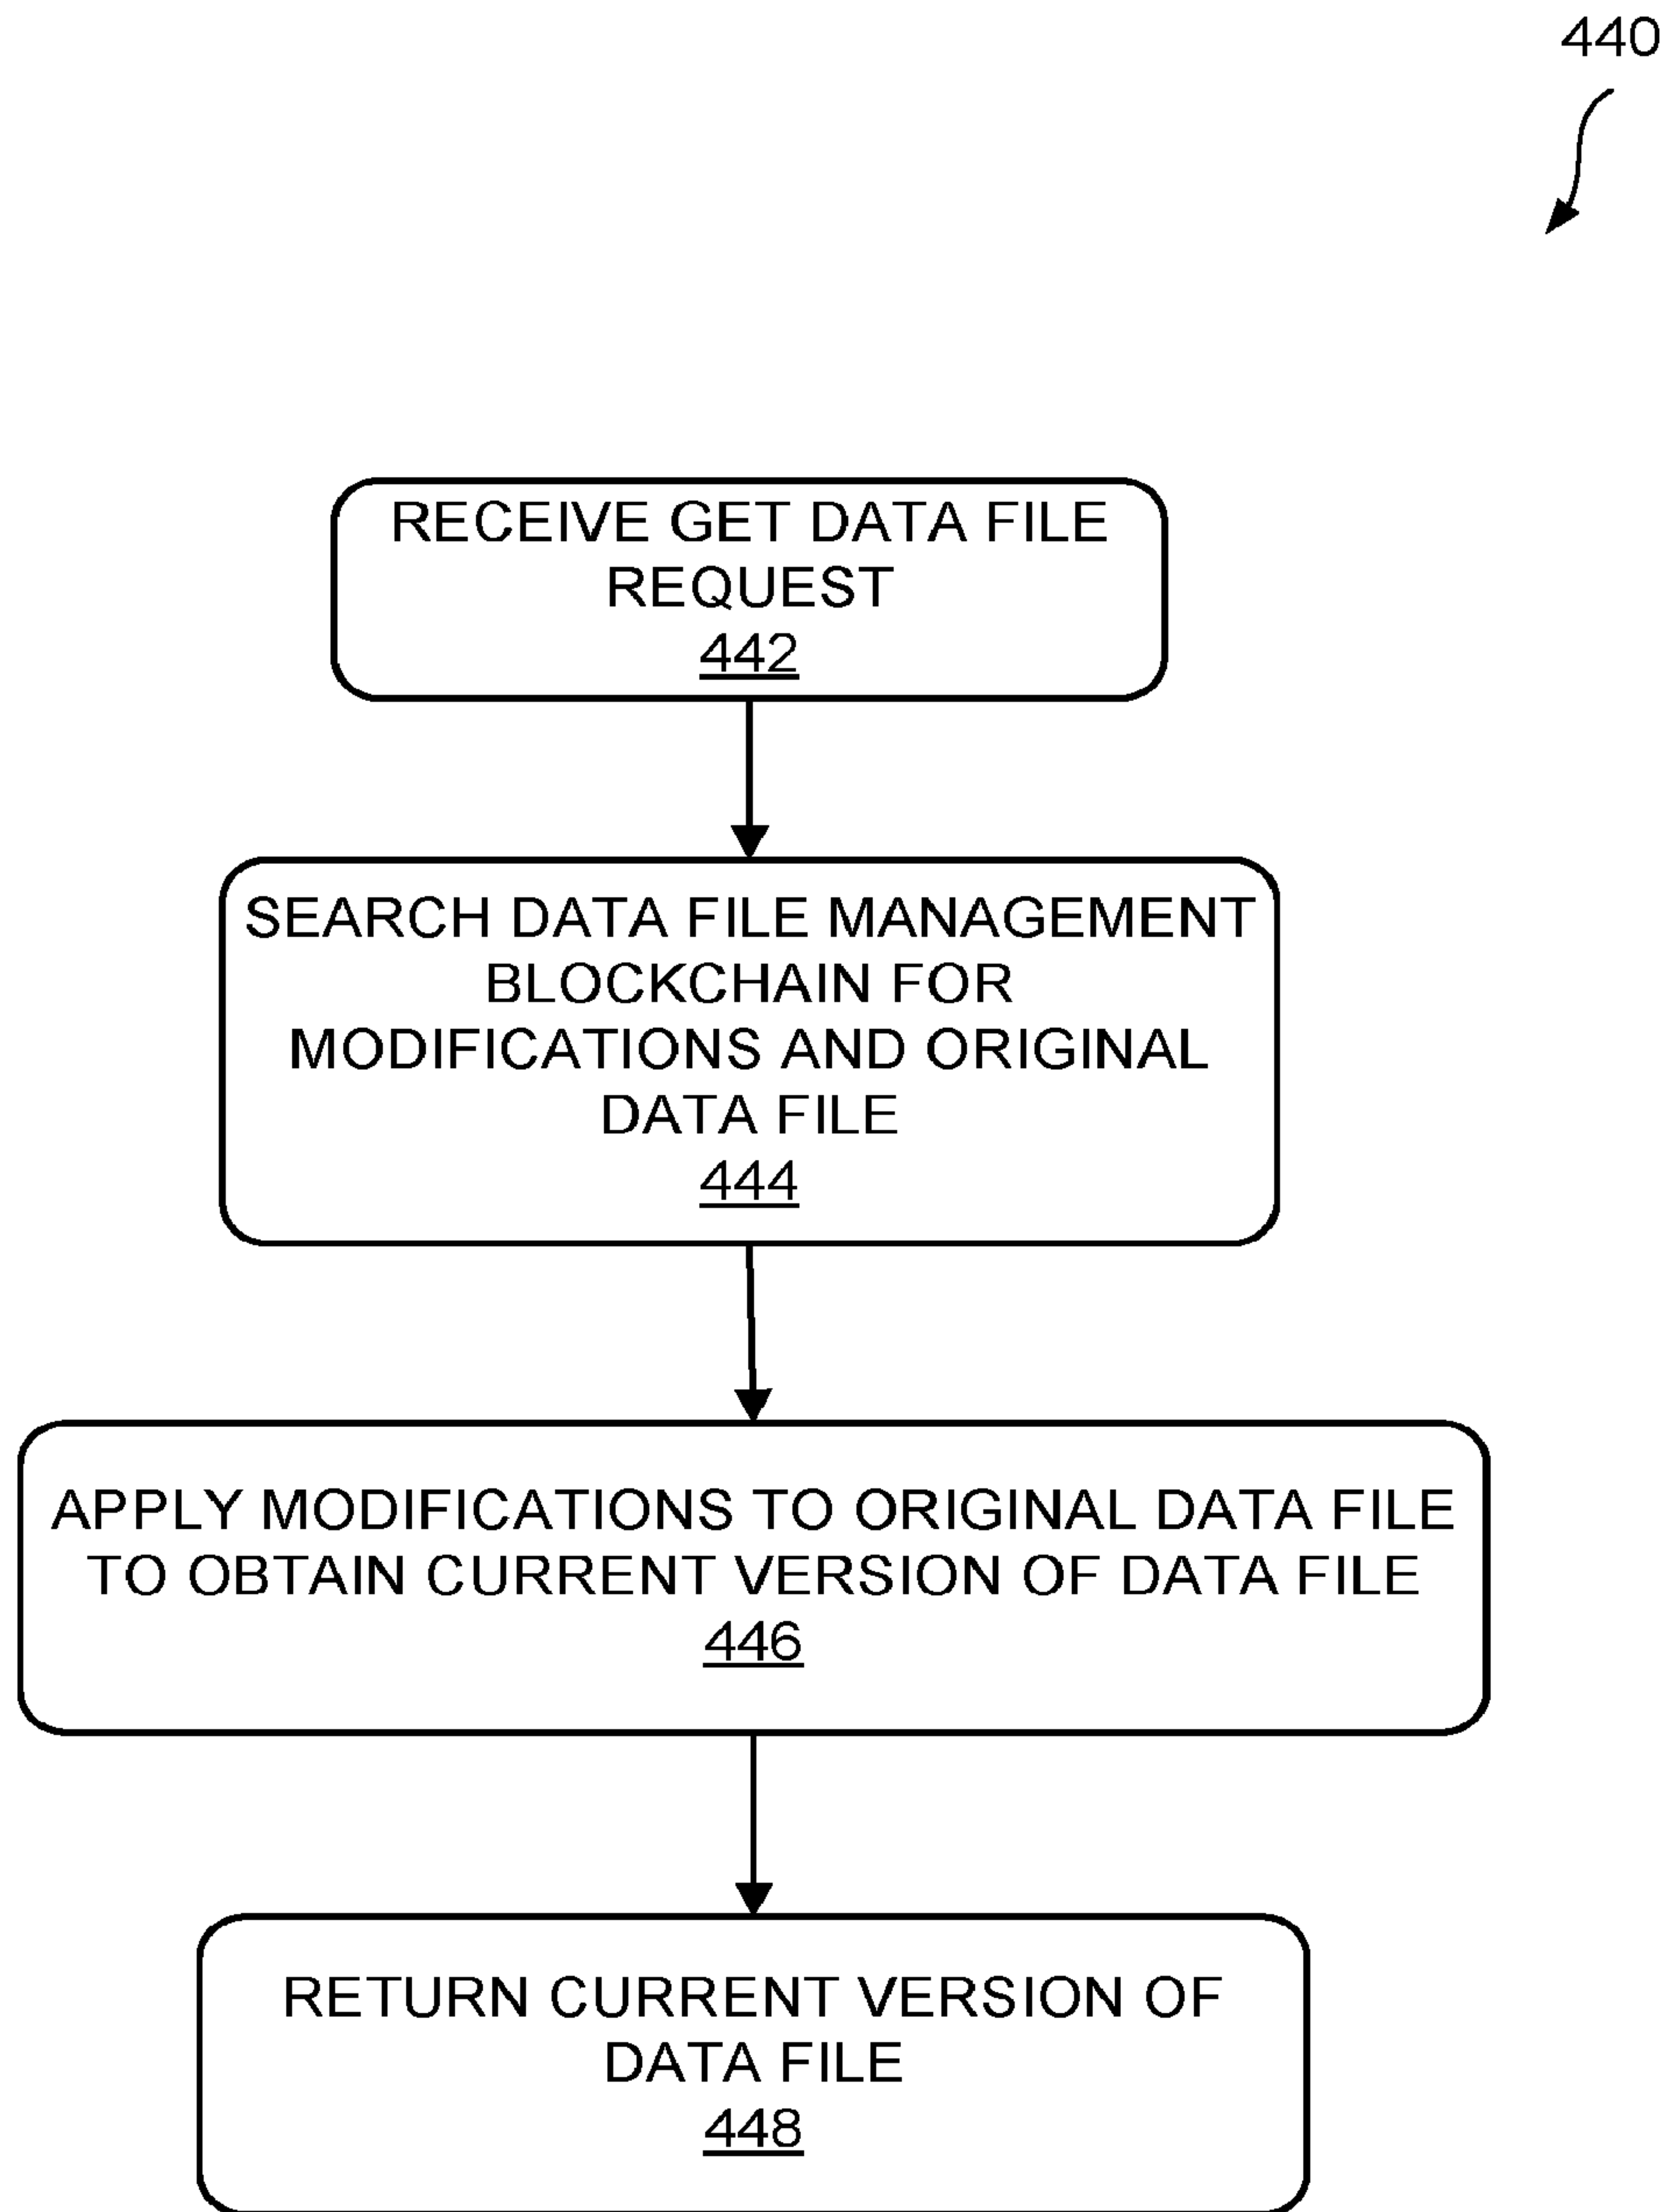 440
RECEIVE GET DATA FILE
REQUEST
442
SEARCH DATA FILE MANAGEMENT
BLOCKCHAIN FOR
MODIFICATIONS AND ORIGINAL
DATA FILE
444
APPLY MODIFICATIONS TO ORIGINAL DATA FILE
TO OBTAIN CURRENT VERSION OF DATA FILE
446
RETURN CURRENT VERSION OF
DATA FILE
448